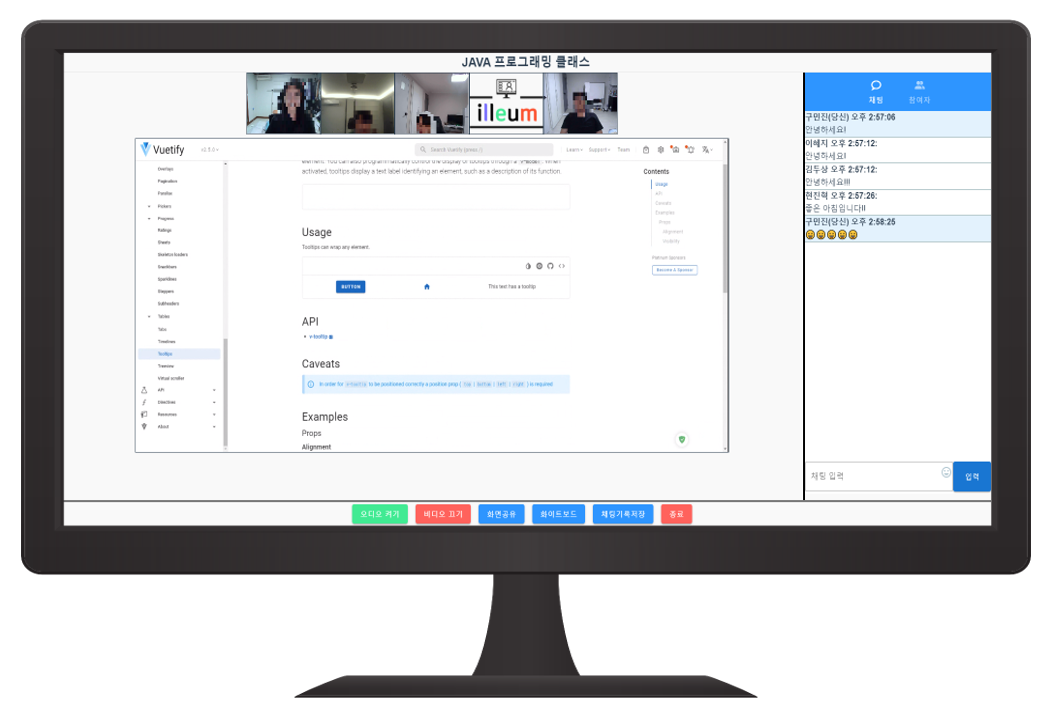 JAVA 프로그래밍 클래스
illeum
Vuetify
Search Vuetify (press /)
Learn
Support
Team
Overlays
Pagination
Parallax
Pickers
Progress
Ratings
Sheets
Skeleton loaders
Snackbars
Sparklines
Steppers
Subheaders
Tables
Tabs
Timelines
Tooltips
Treeview
Virtual scroller
API
Directives
Resources
About
element. You can also programmatically control the display of tooltips through a v-model. When
activated, tooltips display a text label identifying an element, such as a description of its function.
Usage
Tooltips can wrap any element.
BUTTON
This text has a tooltip
API
v-tooltip
Caveats
In order for to be positioned correctly a position prop ( top | bottom | left | right ) is required
Examples
Props
Alignment
Contents
Usage
API
Caveats
Examples
Props
Alignment
Visibility
Platinum Sponsors
Become a Sponsor
채팅
참여자
구민진(당신) 오후 2:57:06
안녕하세요!
이혜지 오후 2:57:12:
안녕하세요!
김두상 오후 2:57:12:
안녕하세요!!!
현진혁 오후 2:57:26:
좋은 아침입니다!!
구민진(당신) 오후 2:58:25
😀😀😀😀😀
채팅 입력
입력
오디오 켜기
비디오 끄기
화면공유
화이트보드
채팅기록저장
종료